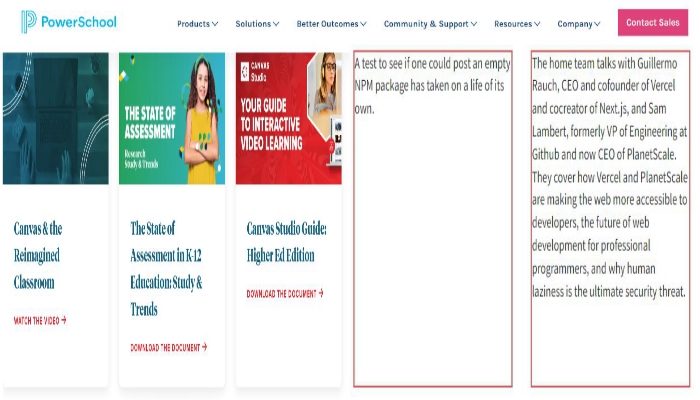 PowerSchool
Products
Solutions
Better Outcomes
Community & Support
Resources
Company
Contact Sales
THE STATE OF
ASSESSMENT
Research
Study & Trends
CANVAS
Studio
YOUR GUIDE
TO INTERACTIVE
VIDEO LEARNING
Canvas & the
Reimagined
Classroom
WATCH THE VIDEO →
The State of
Assessment in K-12
Education: Study &
Trends
DOWNLOAD THE DOCUMENT →
Canvas Studio Guide:
Higher Ed Edition
DOWNLOAD THE DOCUMENT →
A test to see if one could post an empty
NPM package has taken on a life of its
own.
The home team talks with Guillermo
Rauch, CEO and cofounder of Vercel
and cocreator of Next.js, and Sam
Lambert, formerly VP of Engineering at
Github and now CEO of PlanetScale.
They cover how Vercel and PlanetScale
are making the web more accessible to
developers, the future of web
development for professional
programmers, and why human
laziness is the ultimate security threat.